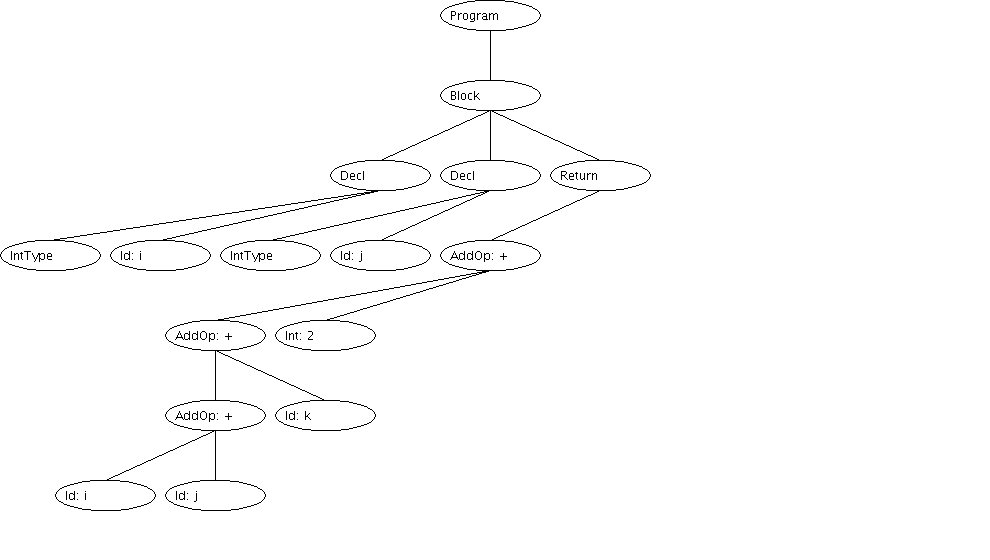 Program
Block
Decl
Decl
Return
IntType
Id: i
IntType
Id: j
AddOp: +
AddOp: +
Int: 2
AddOp: +
Id: k
Id: i
Id: j